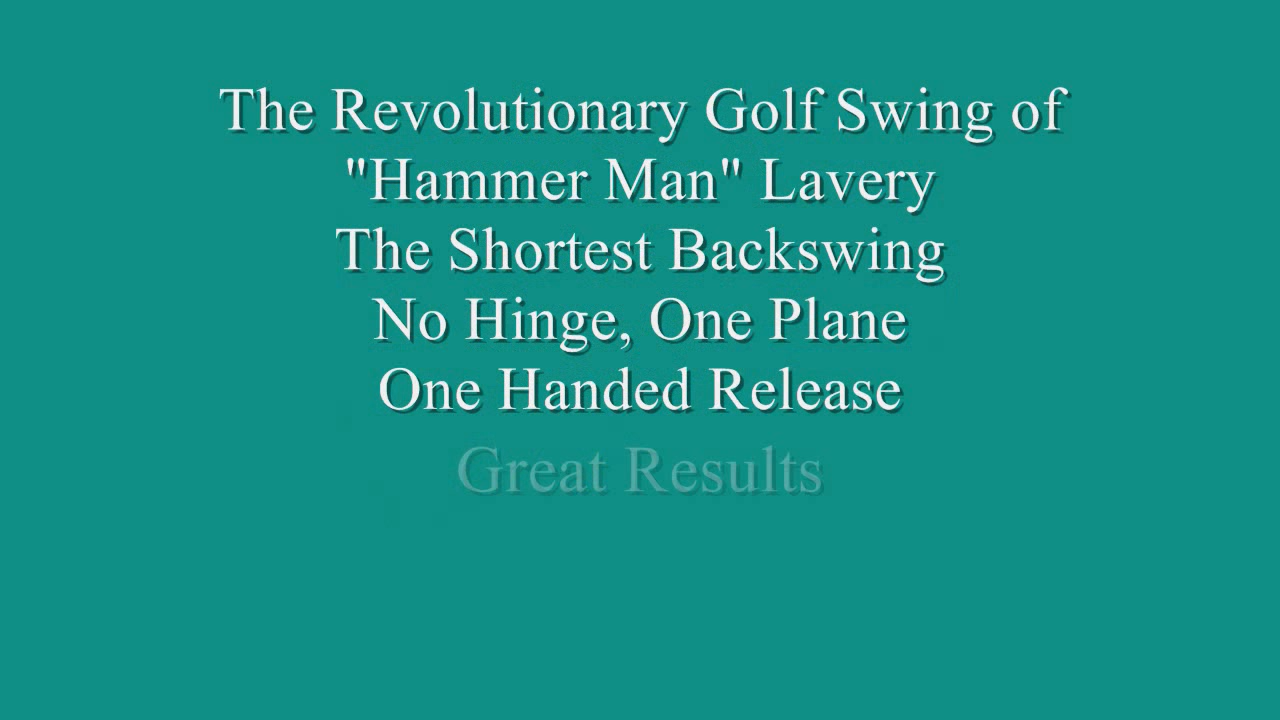 The Revolutionary Golf Swing of
"Hammer Man" Lavery
The Shortest Backswing
No Hinge, One Plane
One Handed Release
Great Results